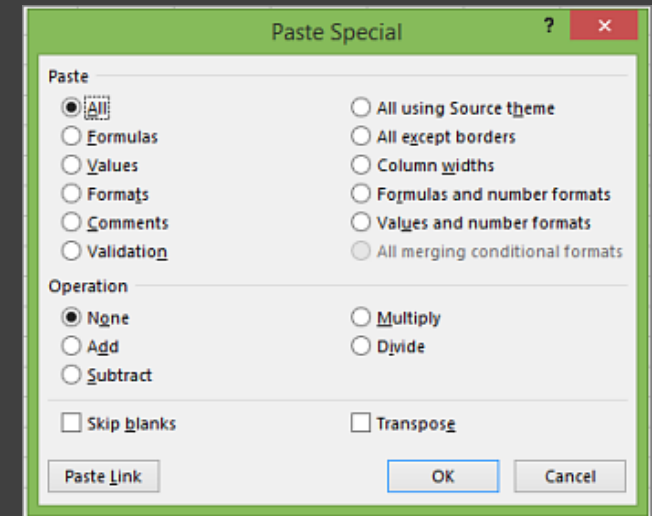 Paste Special
?
Paste
All
All using Source theme
Formulas
All except borders
Values
Column widths
Formats
Formulas and number formats
Comments
Values and number formats
Validation
All merging conditional formats
Operation
None
Multiply
Add
Divide
Subtract
Skip blanks
Transpose
Paste Link
OK
Cancel